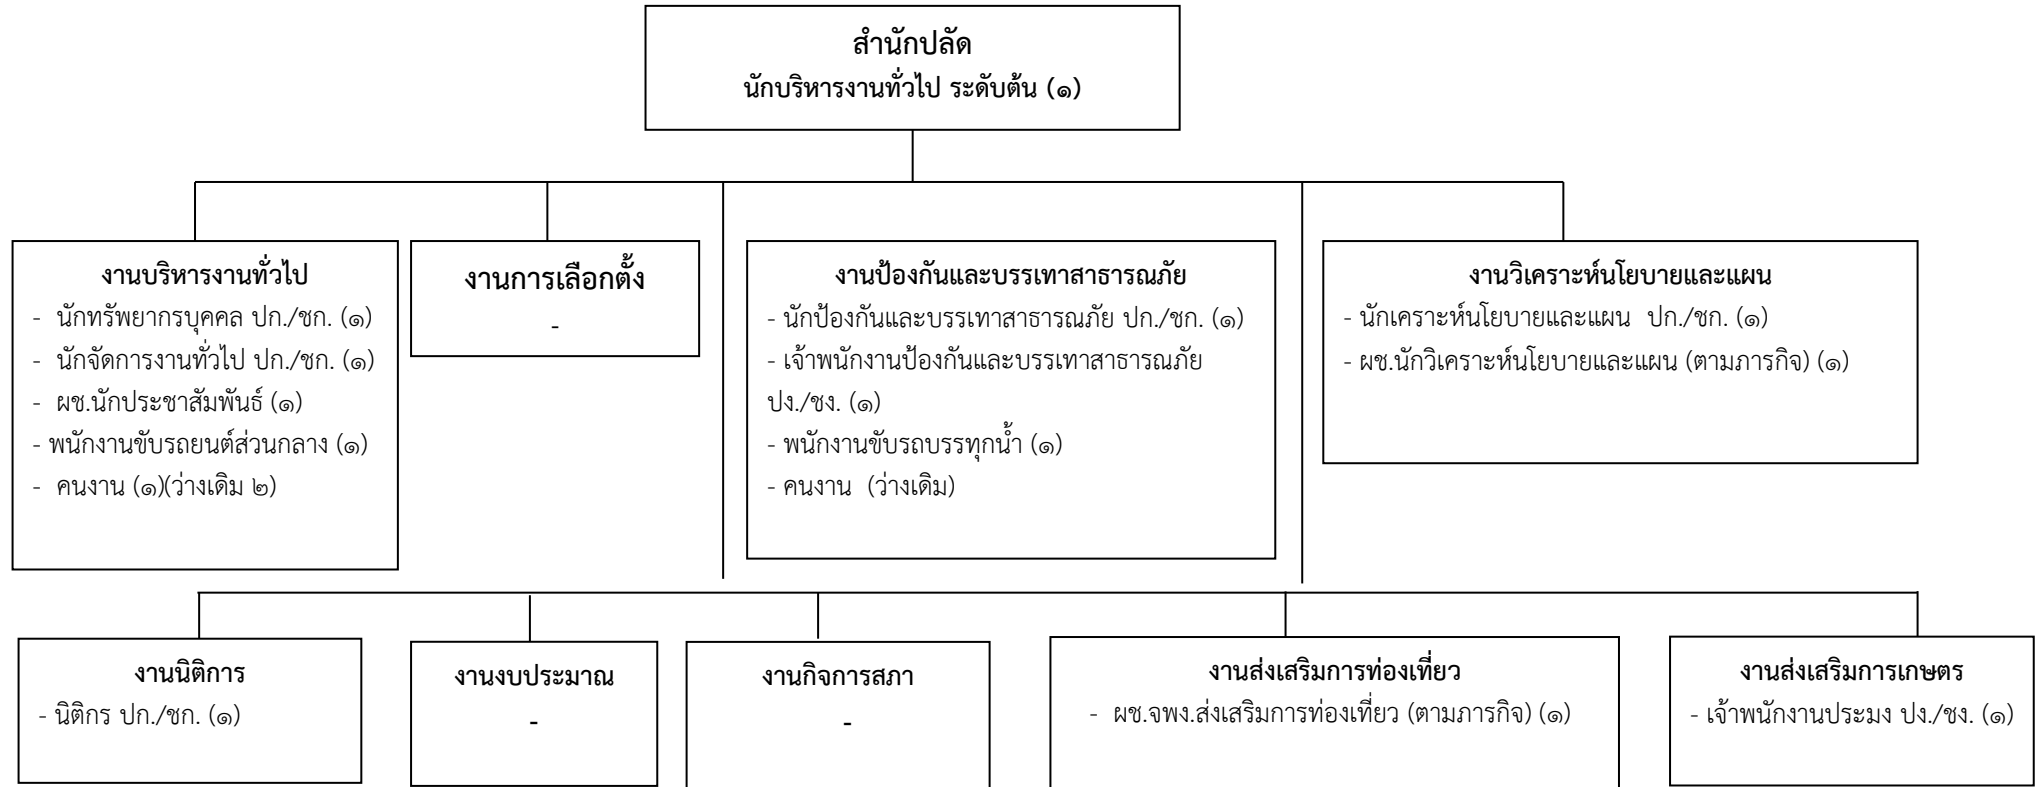 สำนักปลัด
นักบริหารงานทั่วไป ระดับต้น (๑)
งานบริหารงานทั่วไป
- นักทรัพยากรบุคคล ปก./ชก. (๑)
- นักจัดการงานทั่วไป ปก./ชก. (๑)
- ผช.นักประชาสัมพันธ์ (๑)
- พนักงานขับรถยนต์ส่วนกลาง (๑)
- คนงาน (๑)(ว่างเดิม ๒)
งานการเลือกตั้ง
-
งานป้องกันและบรรเทาสาธารณภัย
- นักป้องกันและบรรเทาสาธารณภัย ปก./ชก. (๑)
- เจ้าพนักงานป้องกันและบรรเทาสาธารณภัย
ปง./ชง. (๑)
- พนักงานขับรถบรรทุกน้ำ (๑)
- คนงาน (ว่างเดิม)
งานวิเคราะห์นโยบายและแผน
- นักเคราะห์นโยบายและแผน ปก./ชก. (๑)
- ผช.นักวิเคราะห์นโยบายและแผน (ตามภารกิจ) (๑)
งานนิติการ
- นิติกร ปก./ชก. (๑)
งานงบประมาณ
-
งานกิจการสภา
-
งานส่งเสริมการท่องเที่ยว
- ผช.จพง.ส่งเสริมการท่องเที่ยว (ตามภารกิจ) (๑)
งานส่งเสริมการเกษตร
- เจ้าพนักงานประมง ปง./ชง. (๑)